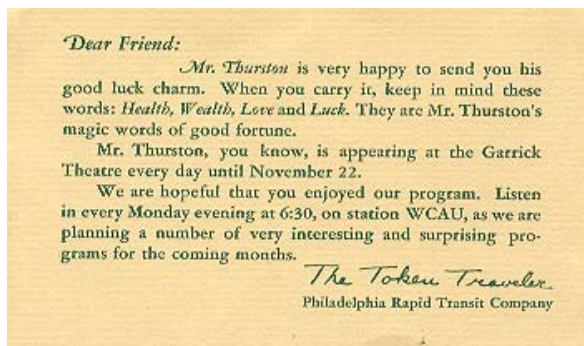 Dear Friend:
Mr. Thurston is very happy to send you his
good luck charm. When you carry it, keep in mind these
words: Health, Wealth, Love and Luck. They are Mr. Thurston's
magic words of good fortune.
Mr. Thurston, you know, is appearing at the Garrick
Theatre every day until November 22.
We are hopeful that you enjoyed our program. Listen
in every Monday evening at 6:30, on station WCAU, as we are
planning a number of very interesting and surprising pro-
grams for the coming months.
The Token Traveler
Philadelphia Rapid Transit Company